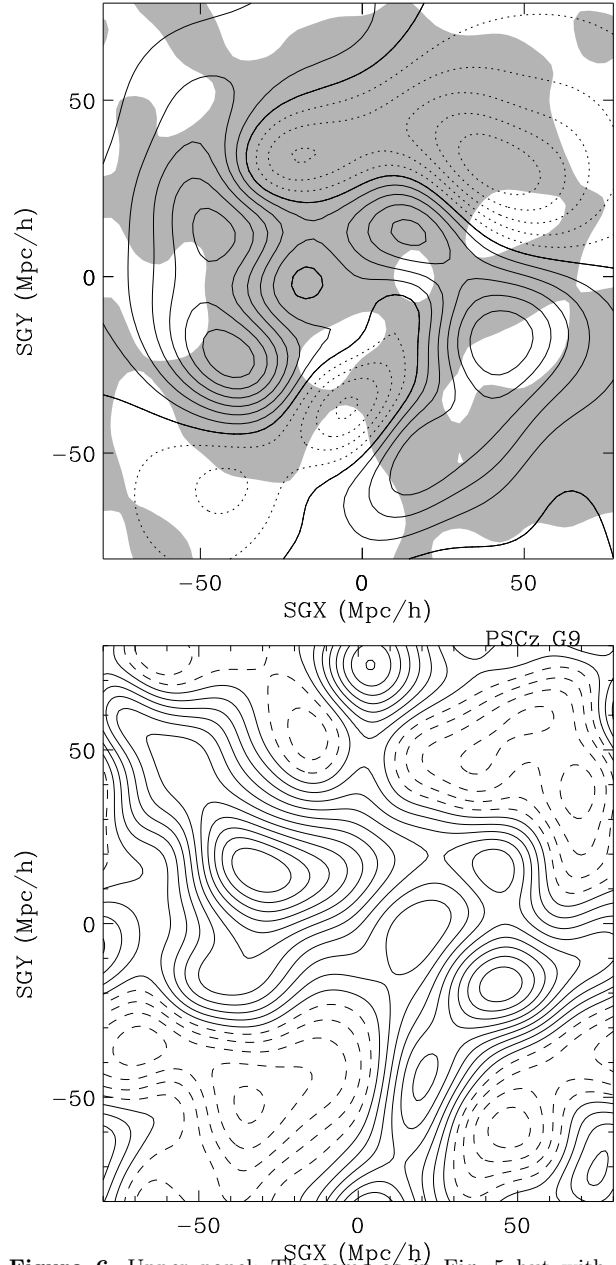 50
0
−50
SGY (Mpc/h)
−50 0 50
SGX (Mpc/h)
PSCz G9
50
0
−50
SGY (Mpc/h)
−50 0 50
SGX (Mpc/h)
Figure 6. Upper panel. The same as in Fig. 5 but with